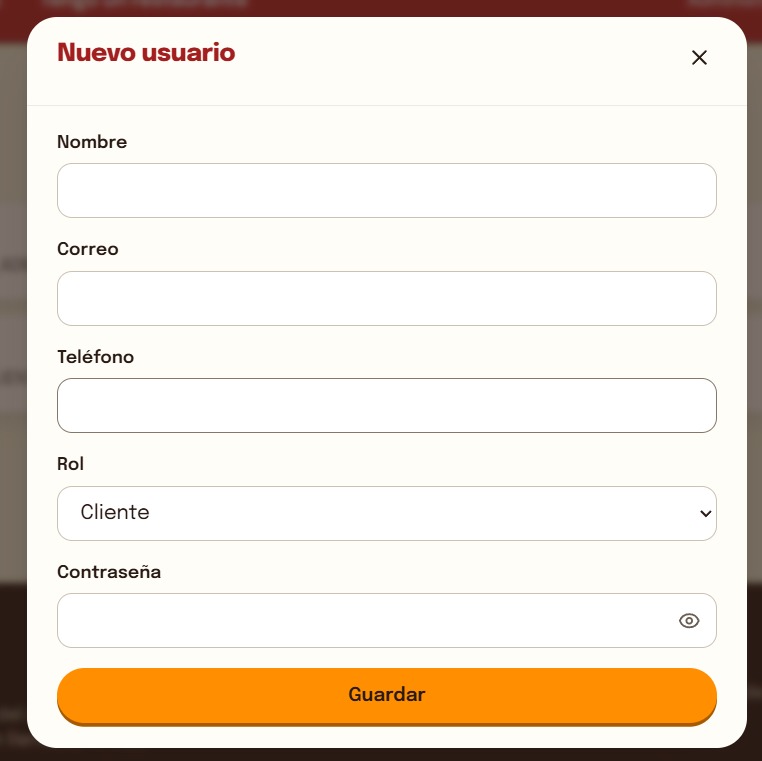 Nuevo usuario
Nombre
Correo
Teléfono
Rol
Cliente
Contraseña
Guardar